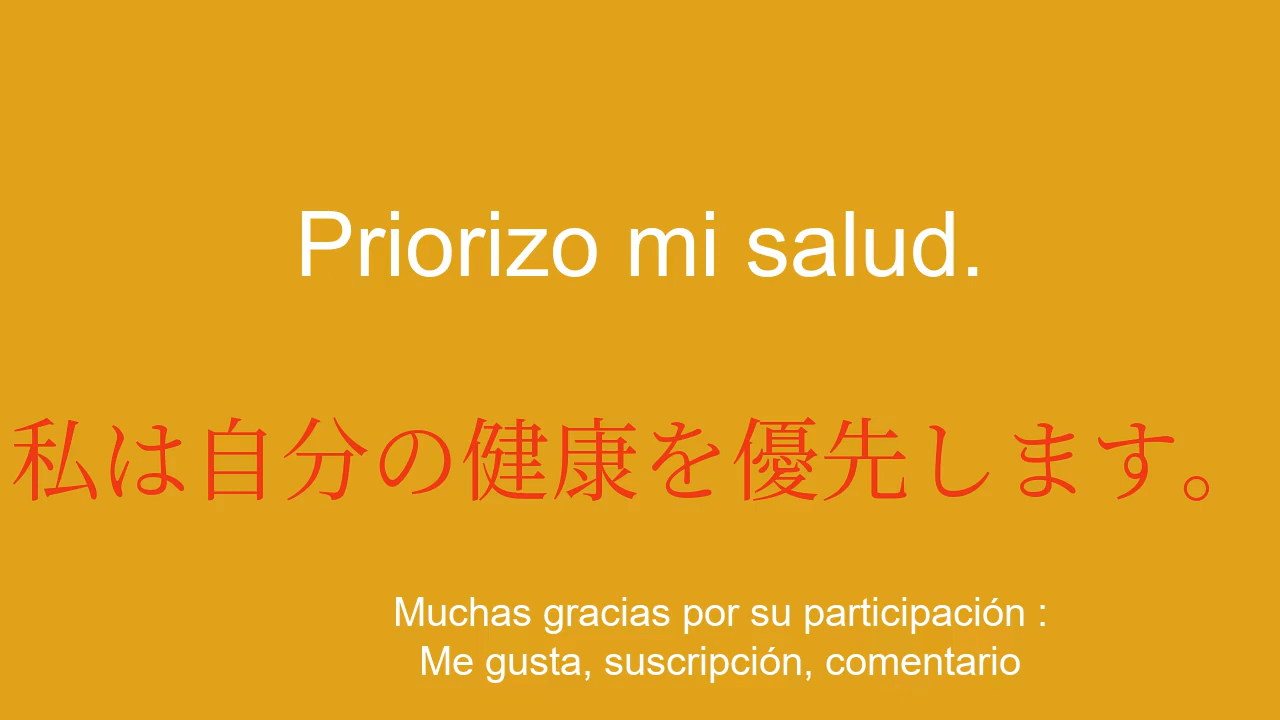 Priorizo mi salud.
私は自分の健康を優先します。
Muchas gracias por su participación :
Me gusta, suscripción, comentario